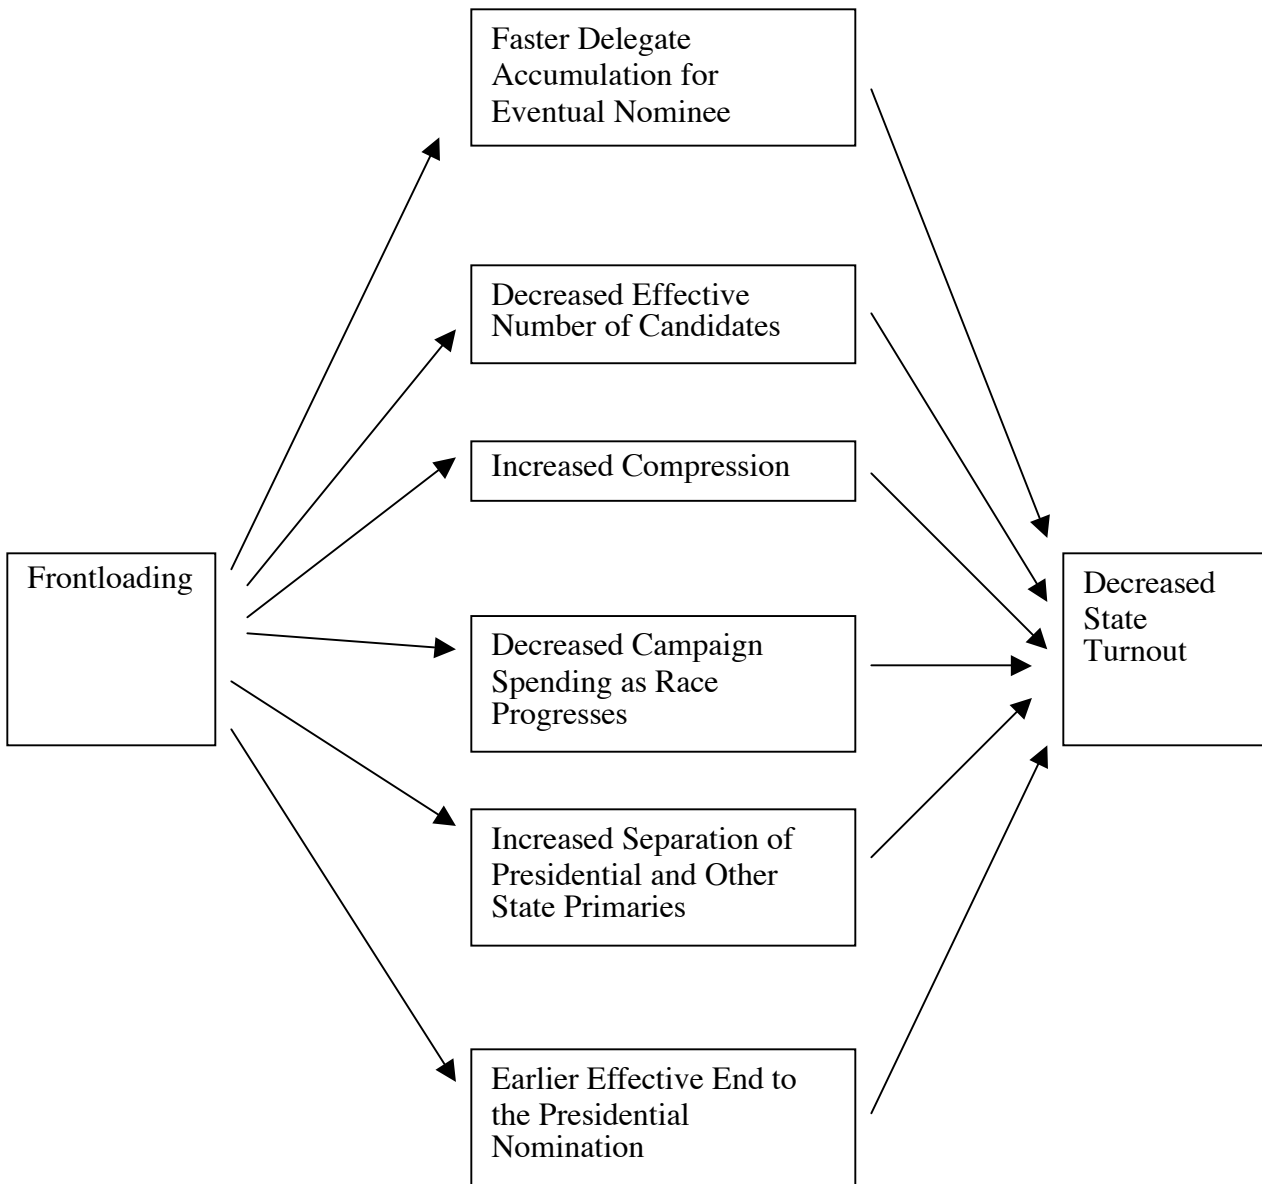 Faster Delegate
Accumulation for
Eventual Nominee
Decreased Effective
Number of Candidates
Increased Compression
Frontloading
Decreased Campaign
Spending as Race
Progresses
Decreased
State
Turnout
Increased Separation of
Presidential and Other
State Primaries
Earlier Effective End to
the Presidential
Nomination